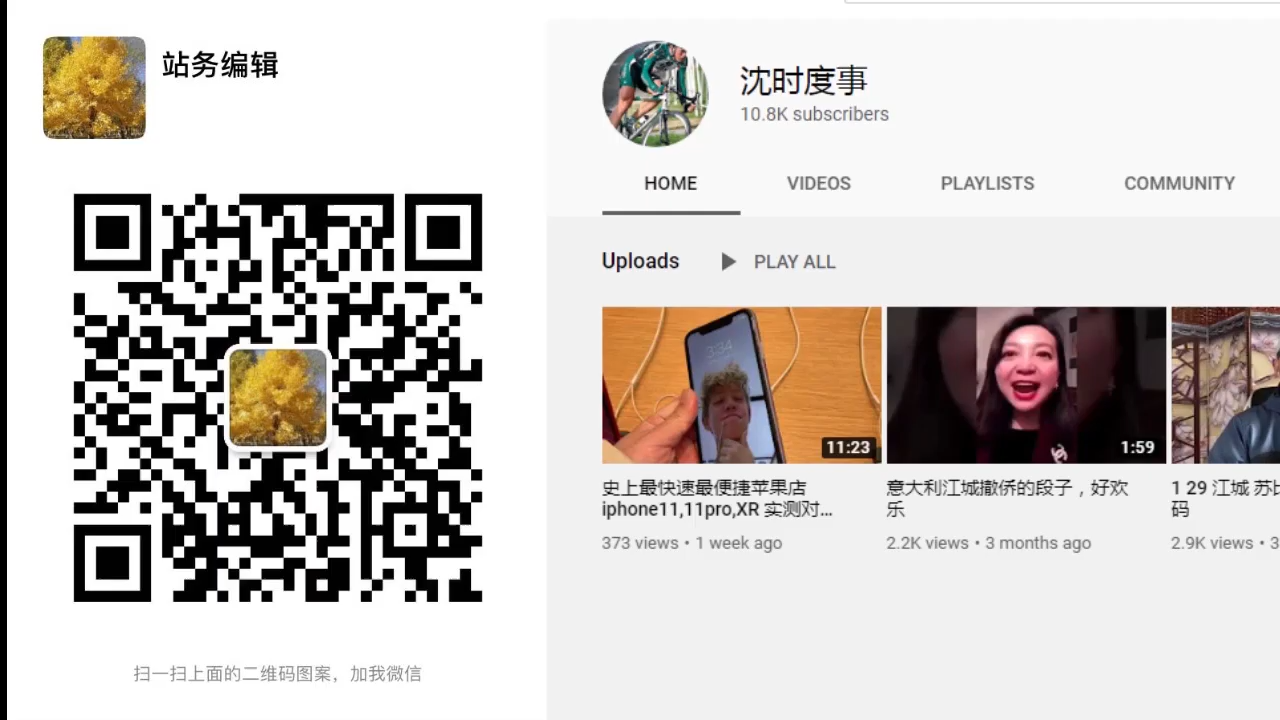 站务编辑
扫一扫上面的二维码图案，加我微信
沈时度事
10.8K subscribers
HOME VIDEOS PLAYLISTS COMMUNITY
Uploads PLAY ALL
3:34
11:23
1:59
史上最快速最便捷苹果店
iphone11,11pro,XR 实测对...
373 views • 1 week ago
意大利江城撤侨的段子，好欢
乐
2.2K views • 3 months ago
1 29 江城 苏
码
2.9K views • 3